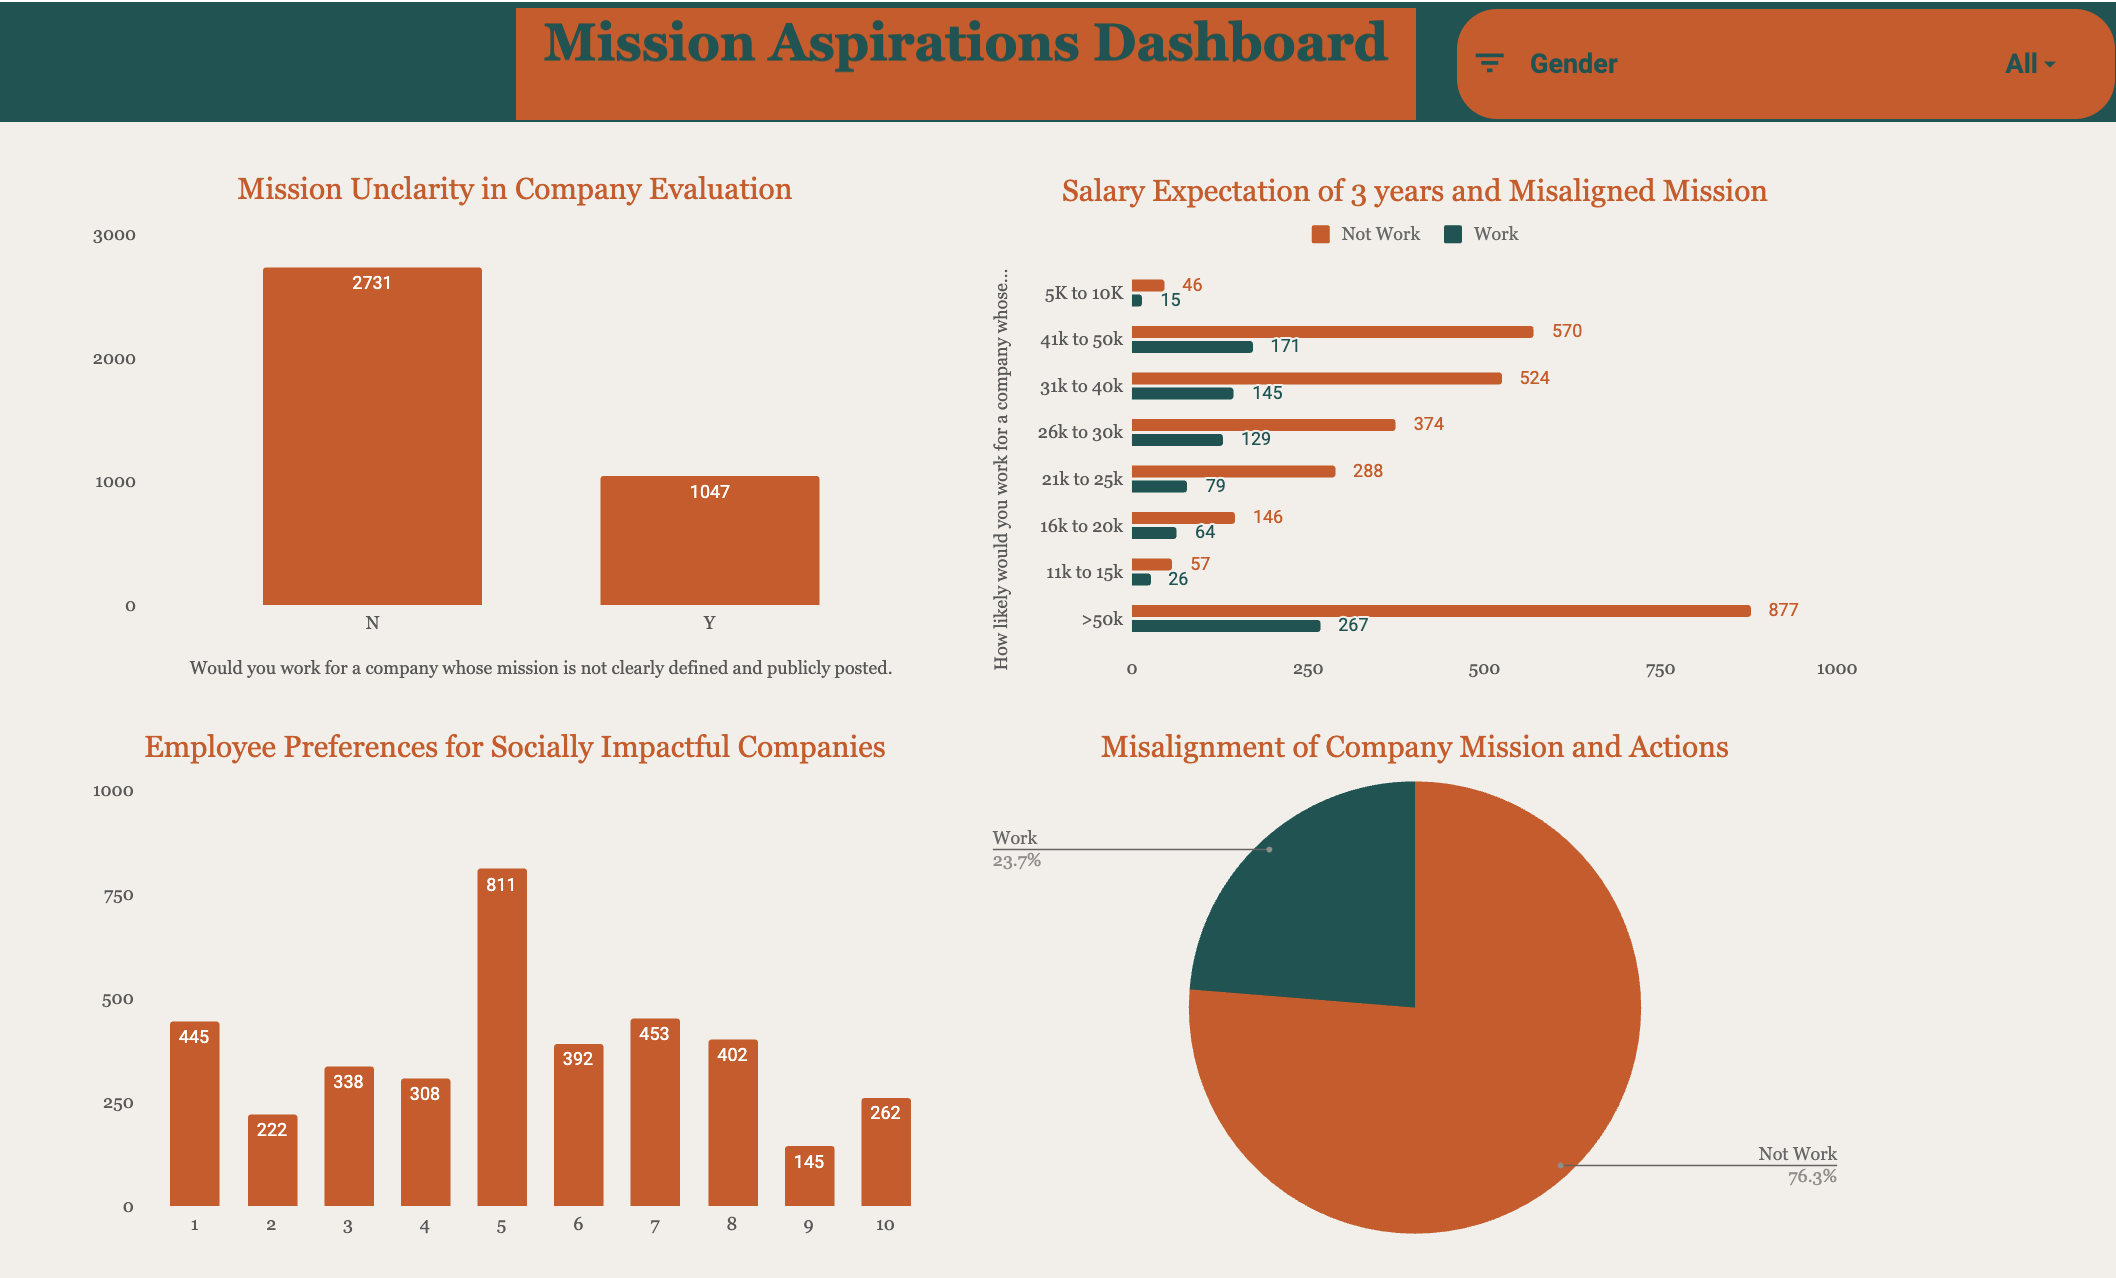 Mission Aspirations Dashboard
Gender
All
Mission Unclarity in Company Evaluation
3000
2000
1000
0
2731
1047
N
Y
Would you work for a company whose mission is not clearly defined and publicly posted.
Salary Expectation of 3 years and Misaligned Mission
Not Work
Work
How likely would you work for a company whose...
5K to 10K
46
15
41k to 50k
570
171
31k to 40k
524
145
26k to 30k
374
129
21k to 25k
288
79
16k to 20k
146
64
11k to 15k
57
26
>50k
877
267
0
250
500
750
1000
Employee Preferences for Socially Impactful Companies
1000
750
500
250
0
445
222
338
308
811
392
453
402
145
262
1
2
3
4
5
6
7
8
9
10
Misalignment of Company Mission and Actions
Work
23.7%
Not Work
76.3%